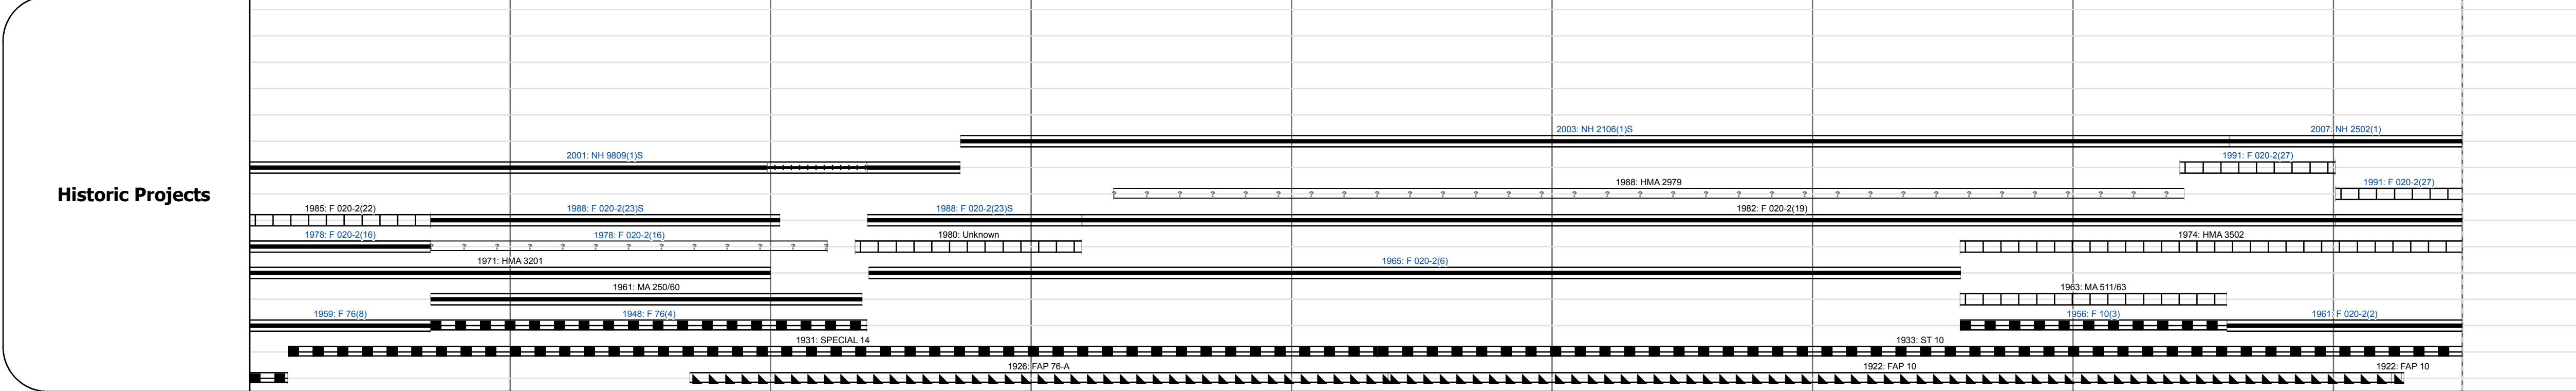 2003: NH 2106(1)S 2007: NH 2502(1)
2001: NH 9809(1)S 1991: F 020-2(27)
Historic Projects
1988: HMA 2979 1991: F 020-2(27)
1985: F 020-2(22) 1988: F 020-2(23)S 1988: F 020-2(23)S 1982: F 020-2(19)
1978: F 020-2(16) 1978: F 020-2(16) 1980: Unknown 1974: HMA 3502
? ? ? ? ? ? ? ? ? ? ? ? ?
1971: HMA 3201 1965: F 020-2(6)
1961: MA 250/60 1963: MA 511/63
1959: F 76(8) 1948: F 76(4) 1956: F 10(3) 1961: F 020-2(2)
1931: SPECIAL 14 1933: ST 10
1926: FAP 76-A 1922: FAP 10 1922: FAP 10